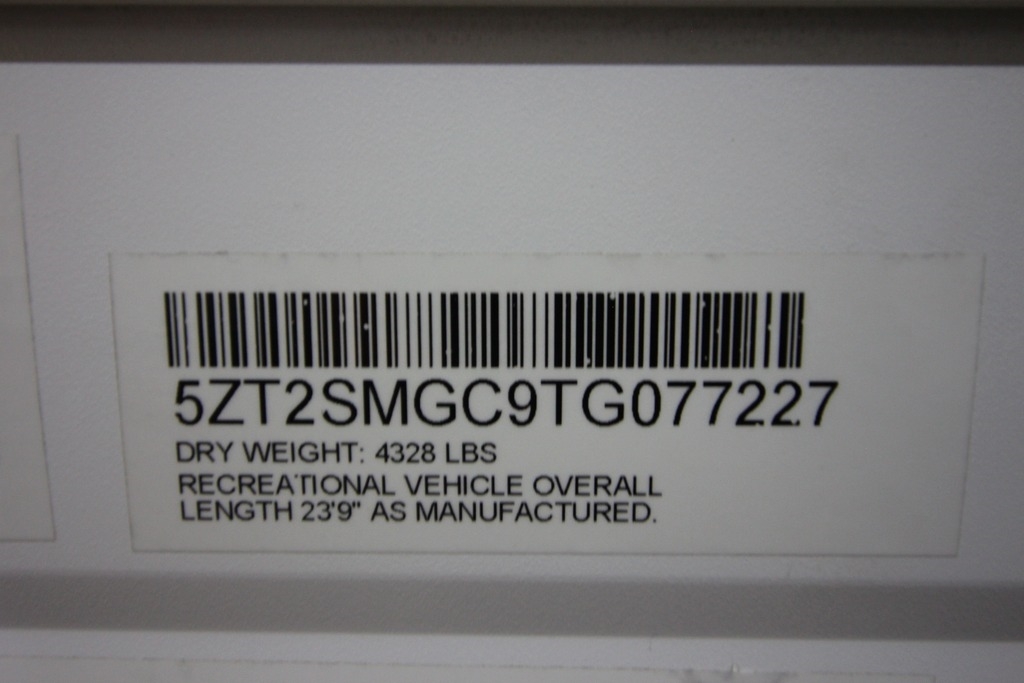 5ZT2SMGC9TG077227
DRY WEIGHT: 4328 LBS
RECREATIONAL VEHICLE OVERALL
LENGTH 23'9" AS MANUFACTURED.